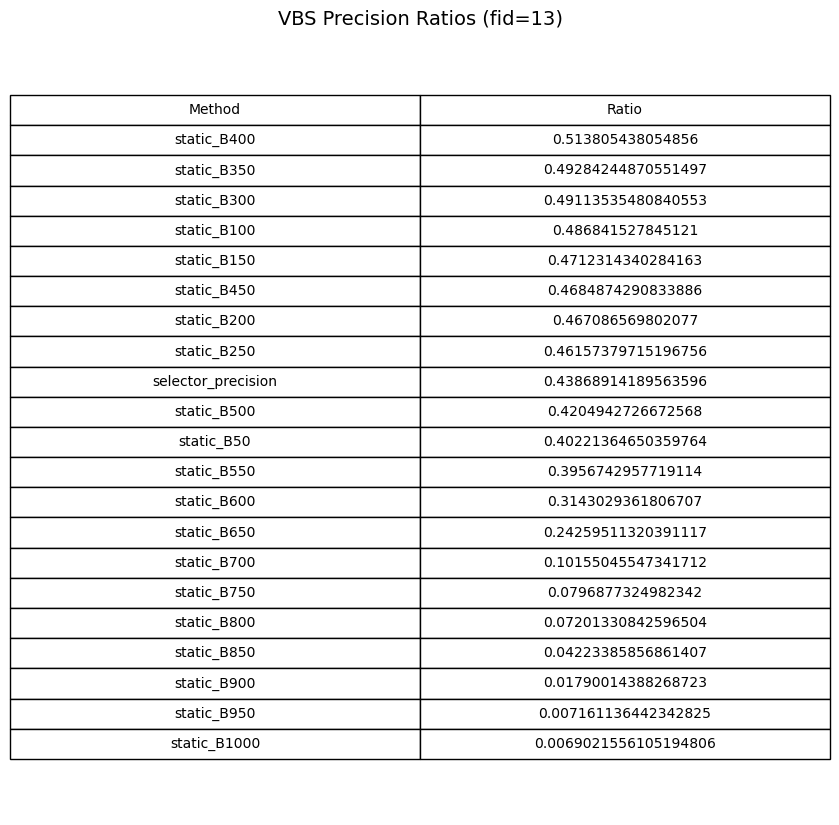 VBS Precision Ratios (fid=13)
Method Ratio
static_B400 0.513805438054856
static_B350 0.49284244870551497
static_B300 0.49113535480840553
static_B100 0.486841527845121
static_B150 0.4712314340284163
static_B450 0.4684874290833886
static_B200 0.467086569802077
static_B250 0.46157379715196756
selector_precision 0.43868914189563596
static_B500 0.4204942726672568
static_B50 0.40221364650359764
static_B550 0.3956742957719114
static_B600 0.3143029361806707
static_B650 0.24259511320391117
static_B700 0.10155045547341712
static_B750 0.0796877324982342
static_B800 0.07201330842596504
static_B850 0.04223385856861407
static_B900 0.01790014388268723
static_B950 0.007161136442342825
static_B1000 0.0069021556105194806